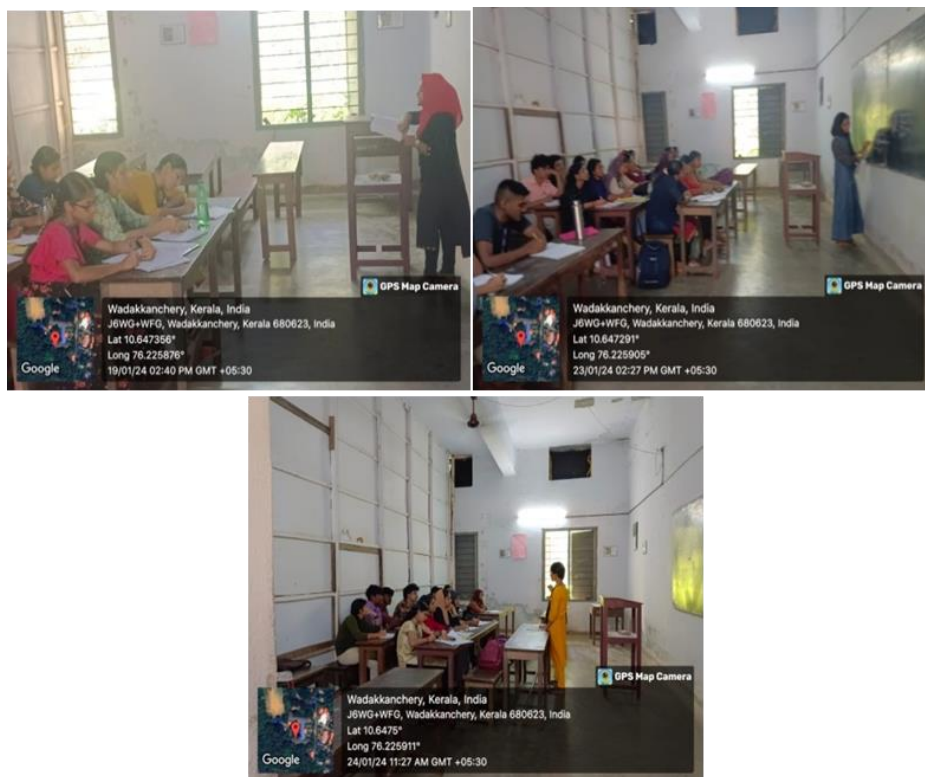 GPS Map Camera
Wadakkanchery, Kerala, India
J6WG+WFG, Wadakkanchery, Kerala 680623, India
Lat 10.647356°
Long 76.225876°
19/01/24 02:40 PM GMT +05:30
Google
GPS Map Camera
Wadakkanchery, Kerala, India
J6WG+WFG, Wadakkanchery, Kerala 680623, India
Lat 10.647291°
Long 76.225905°
23/01/24 02:27 PM GMT +05:30
Google
GPS Map Camera
Wadakkanchery, Kerala, India
J6WG+WFG, Wadakkanchery, Kerala 680623, India
Lat 10.6475°
Long 76.225911°
24/01/24 11:27 AM GMT +05:30
Google